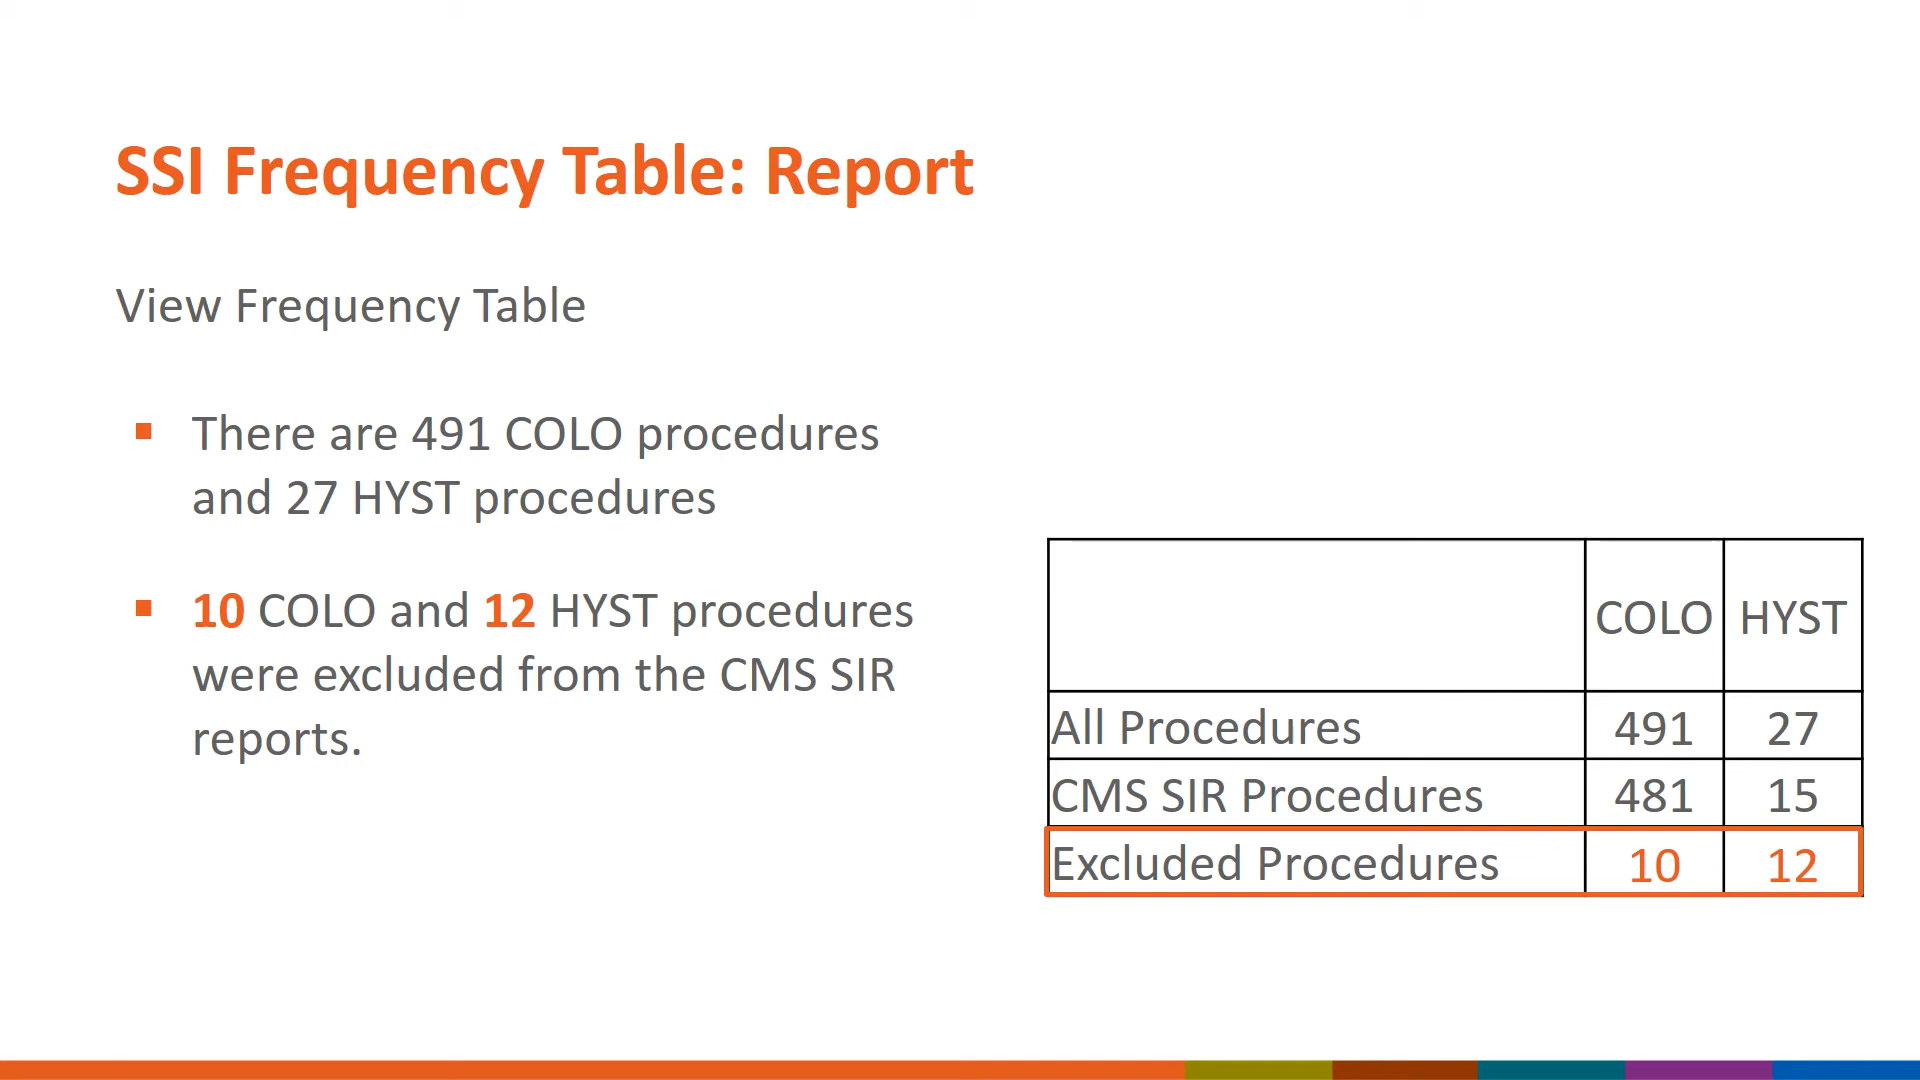 SSI Frequency Table: Report
View Frequency Table
▪ There are 491 COLO procedures
and 27 HYST procedures
▪ 10 COLO and 12 HYST procedures
were excluded from the CMS SIR
reports.
COLO HYST
All Procedures 491 27
CMS SIR Procedures 481 15
Excluded Procedures 10 12